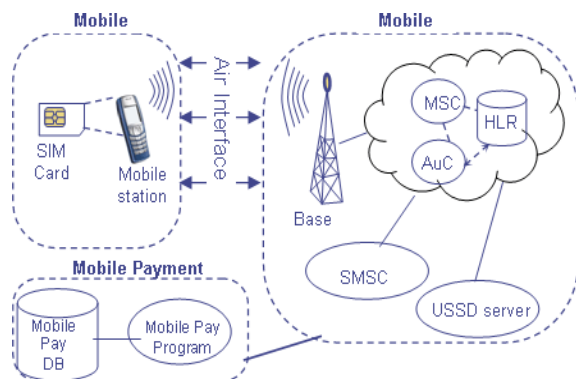 Mobile
Mobile
SIM
Card
Mobile
station
Air Interface
Base
MSC
HLR
AuC
SMSC
USSD server
Mobile Payment
Mobile
Pay
DB
Mobile Pay
Program